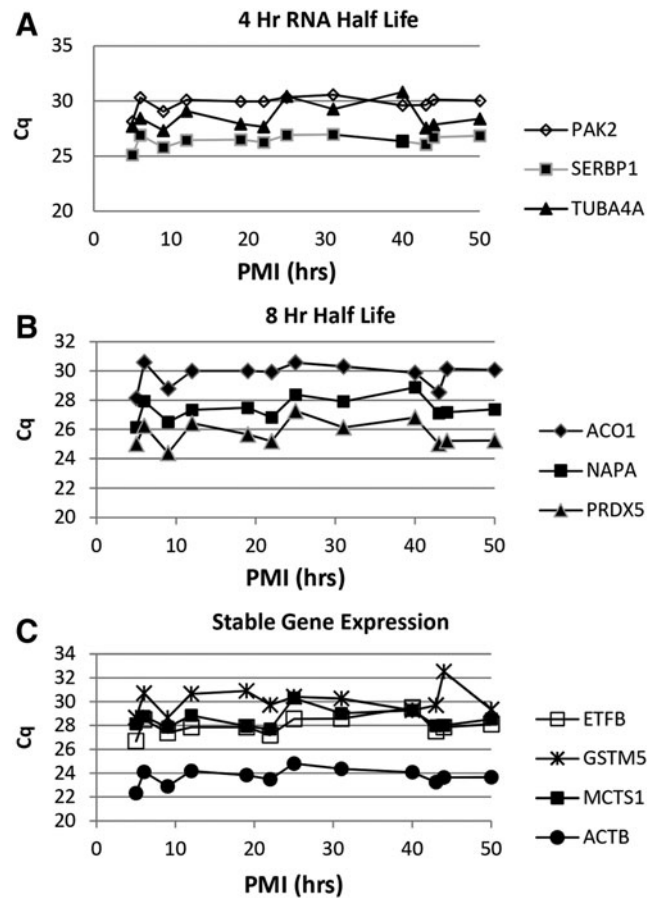 A
4 Hr RNA Half Life
35
30
25
20
Cq
0 10 20 30 40 50
PMI (hrs)
PAK2
SERBP1
TUBA4A
B
8 Hr Half Life
32
30
28
26
24
22
20
Cq
0 10 20 30 40 50
PMI (hrs)
ACO1
NAPA
PRDX5
C
Stable Gene Expression
34
32
30
28
26
24
22
20
Cq
0 10 20 30 40 50
PMI (hrs)
ETFB
GSTM5
MCTS1
ACTB